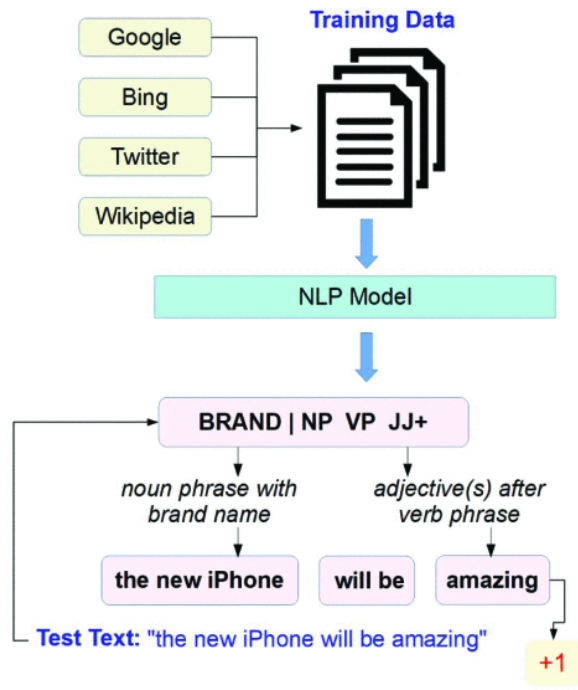 Training Data
Google
Bing
Twitter
Wikipedia
NLP Model
BRAND | NP VP JJ+
noun phrase with
brand name
adjective(s) after
verb phrase
the new iPhone
will be
amazing
Test Text: "the new iPhone will be amazing"
+1